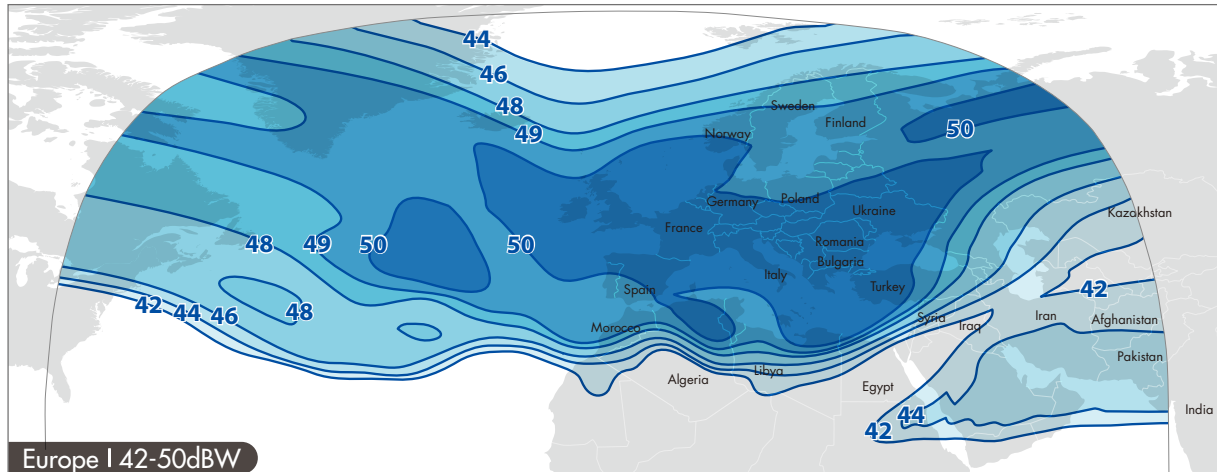 44
46
48
49
Sweden
Finland
Norway
50
Germany
Poland
Ukraine
Kazakhstan
France
48
49
50
50
Romania
Bulgaria
Italy
Turkey
Spain
42
44
46
48
42
Syria
Iraq
Iran
Afghanistan
Morocco
Pakistan
Algeria
Libya
Egypt
44
42
India
Europe | 42-50dBW